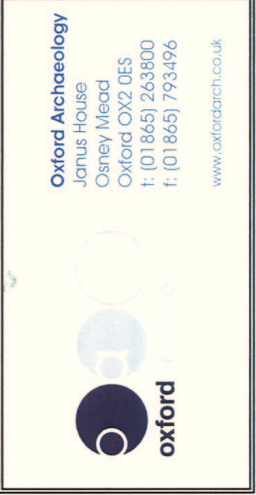 Oxford Archaeology
Janus House
Osney Mead
Oxford OX2 0ES
t: (01865) 263800
f: (01865) 793496
www.oxfordarch.co.uk
oxford